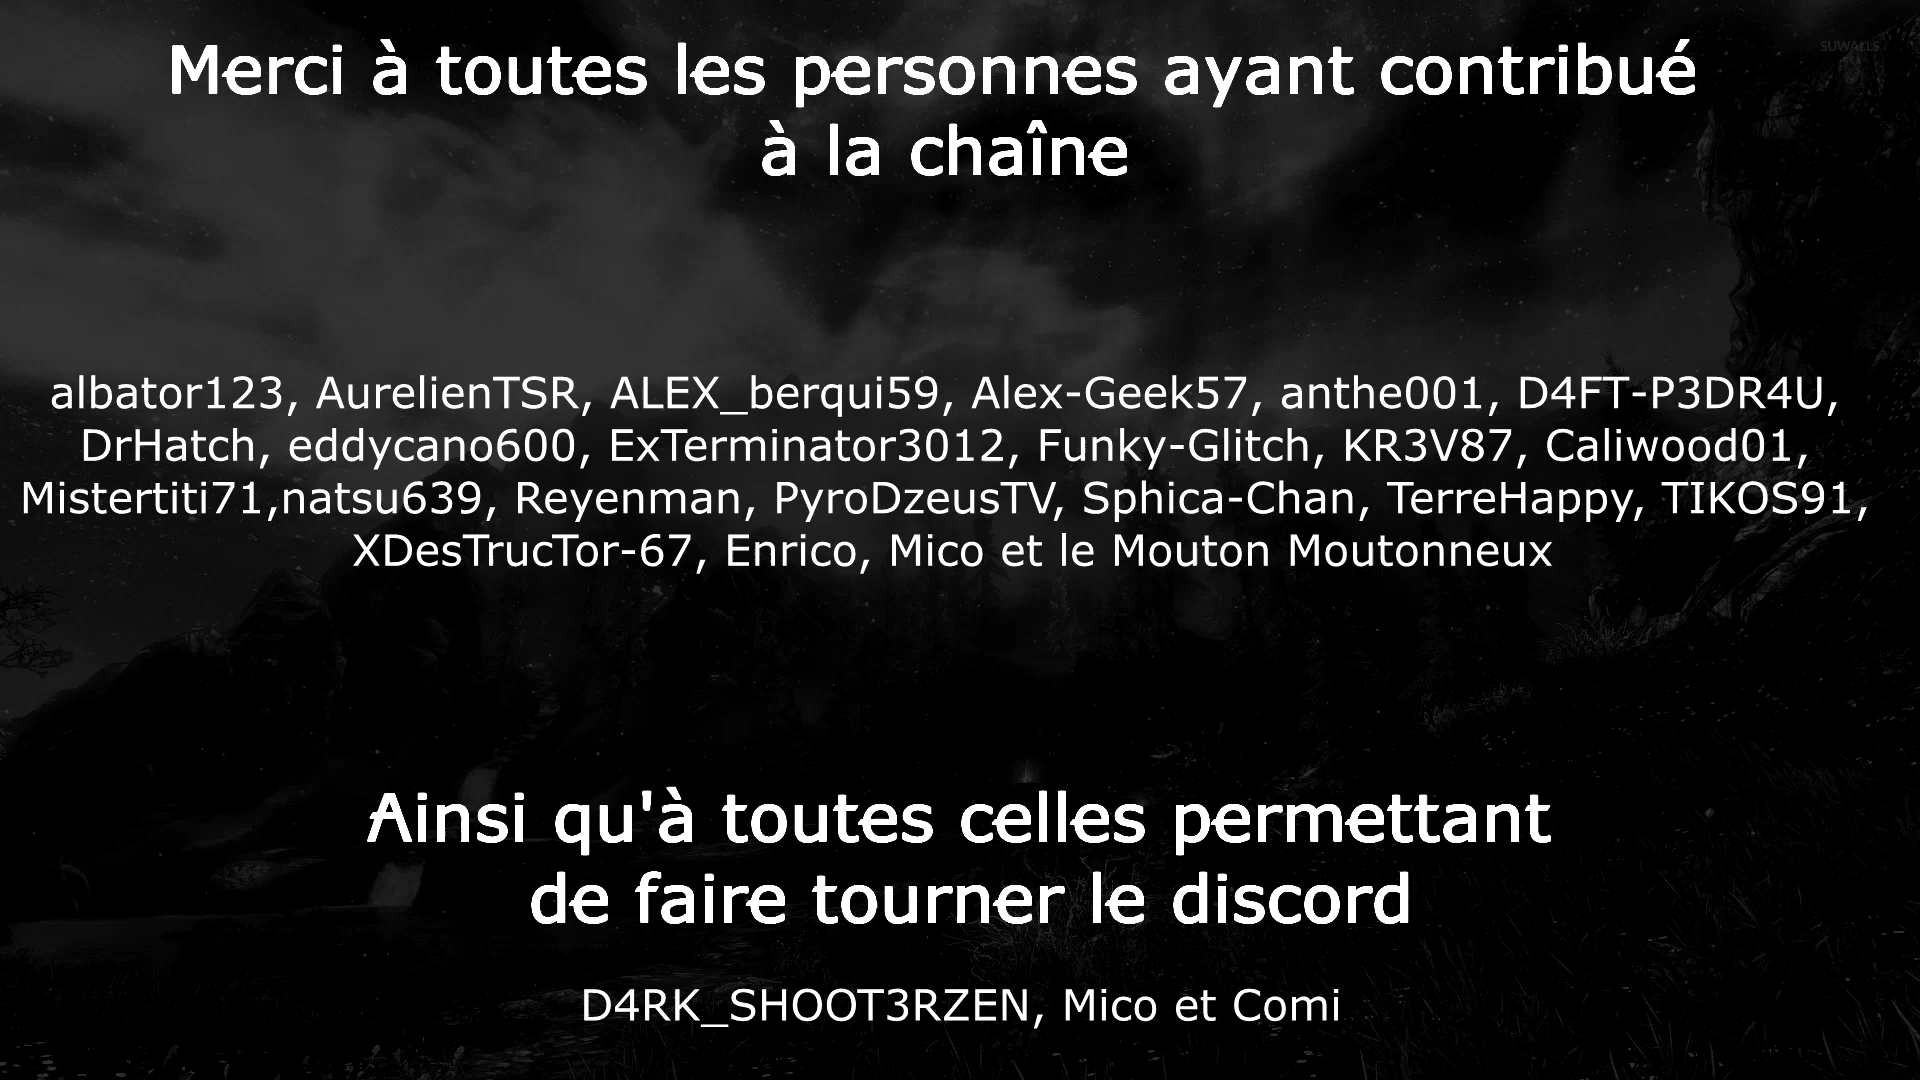 SUWALLS
Merci à toutes les personnes ayant contribué
à la chaîne
albator123, AurelienTSR, ALEX_berqui59, Alex-Geek57, anthe001, D4FT-P3DR4U,
DrHatch, eddycano600, ExTerminator3012, Funky-Glitch, KR3V87, Caliwood01,
Mistertiti71,natsu639, Reyenman, PyroDzeusTV, Sphica-Chan, TerreHappy, TIKOS91,
XDesTrucTor-67, Enrico, Mico et le Mouton Moutonneux
Ainsi qu'à toutes celles permettant
de faire tourner le discord
D4RK_SHOOT3RZEN, Mico et Comi